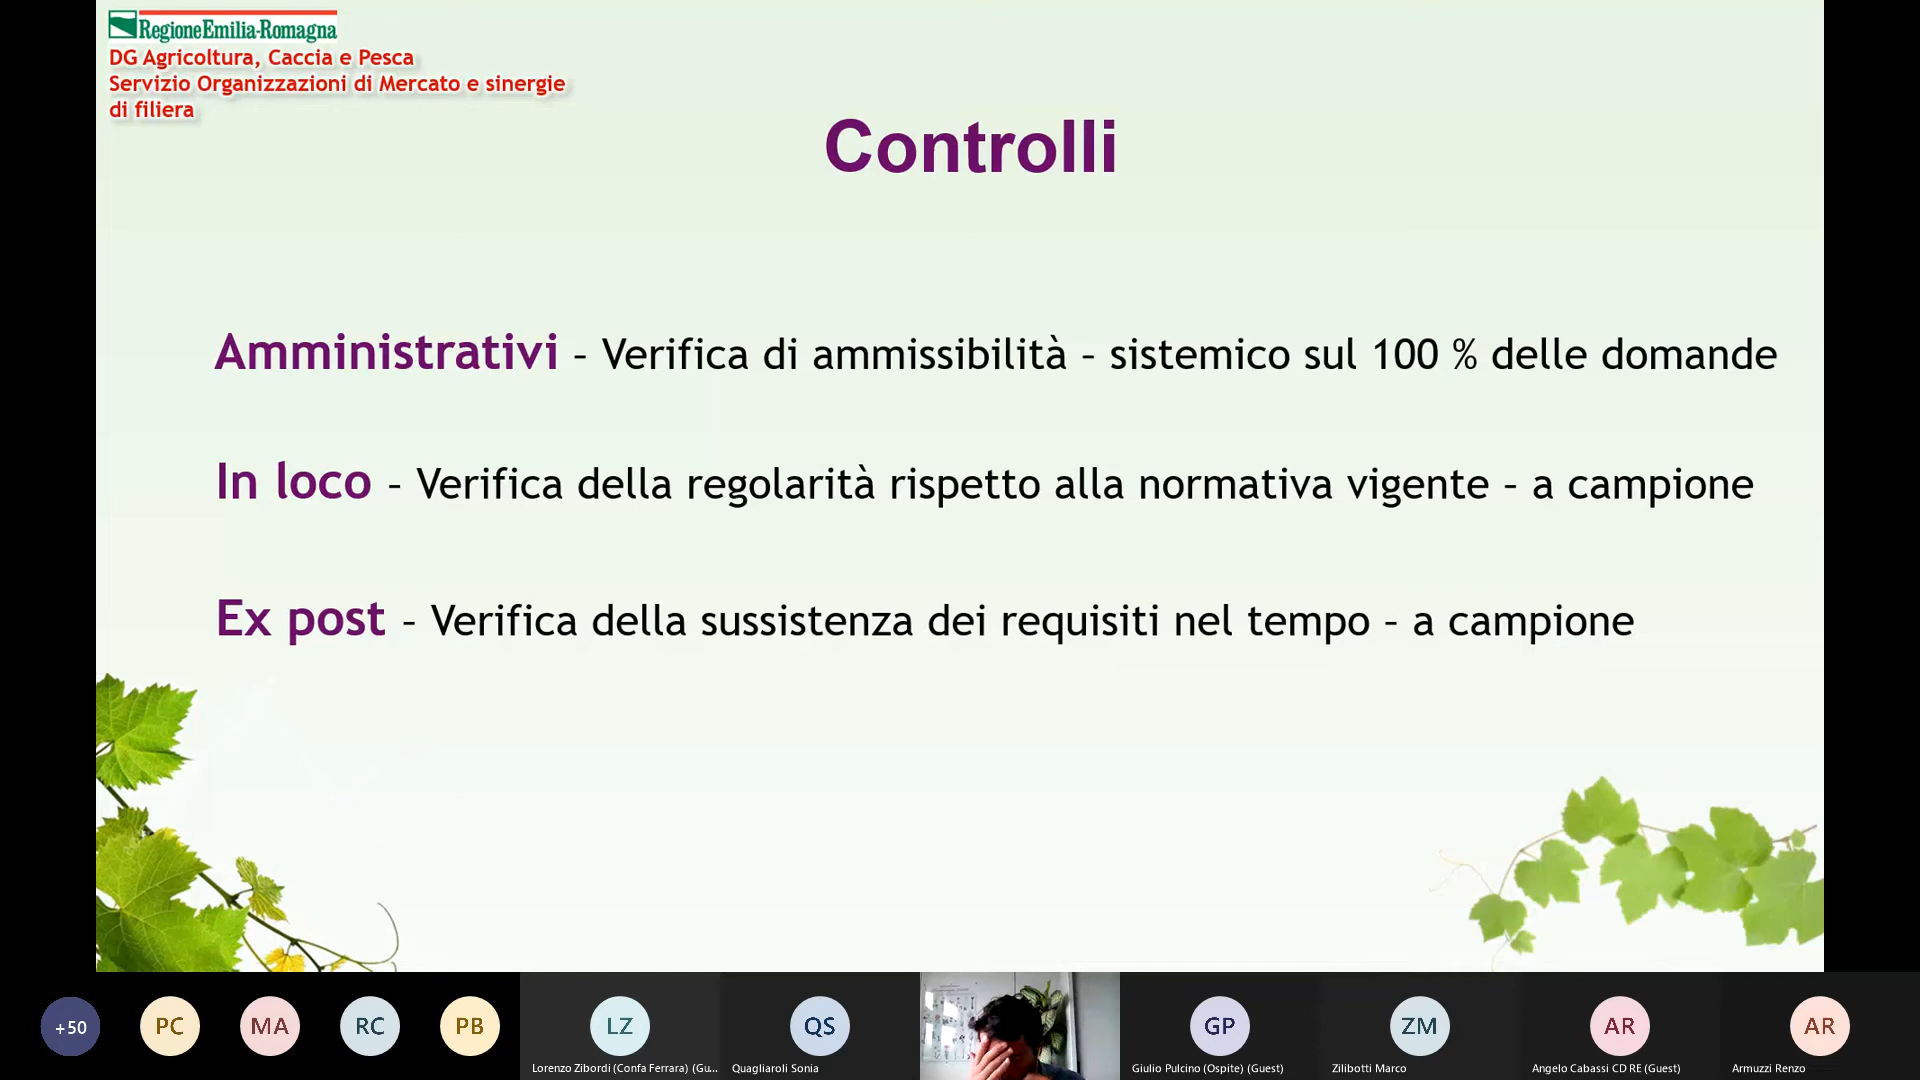 RegioneEmilia-Romagna
DG Agricoltura, Caccia e Pesca
Servizio Organizzazioni di Mercato e sinergie
di filiera
Controlli
Amministrativi – Verifica di ammissibilità – sistemico sul 100 % delle domande
In loco – Verifica della regolarità rispetto alla normativa vigente – a campione
Ex post – Verifica della sussistenza dei requisiti nel tempo – a campione
+50
PC
MA
RC
PB
LZ
QS
GP
ZM
AR
AR
Lorenzo Zibordi (Confa Ferrara) (Gu...
Quagliaroli Sonia
Giulio Pulcino (Ospite) (Guest)
Zilibotti Marco
Angelo Cabassi CD RE (Guest)
Armuzzi Renzo